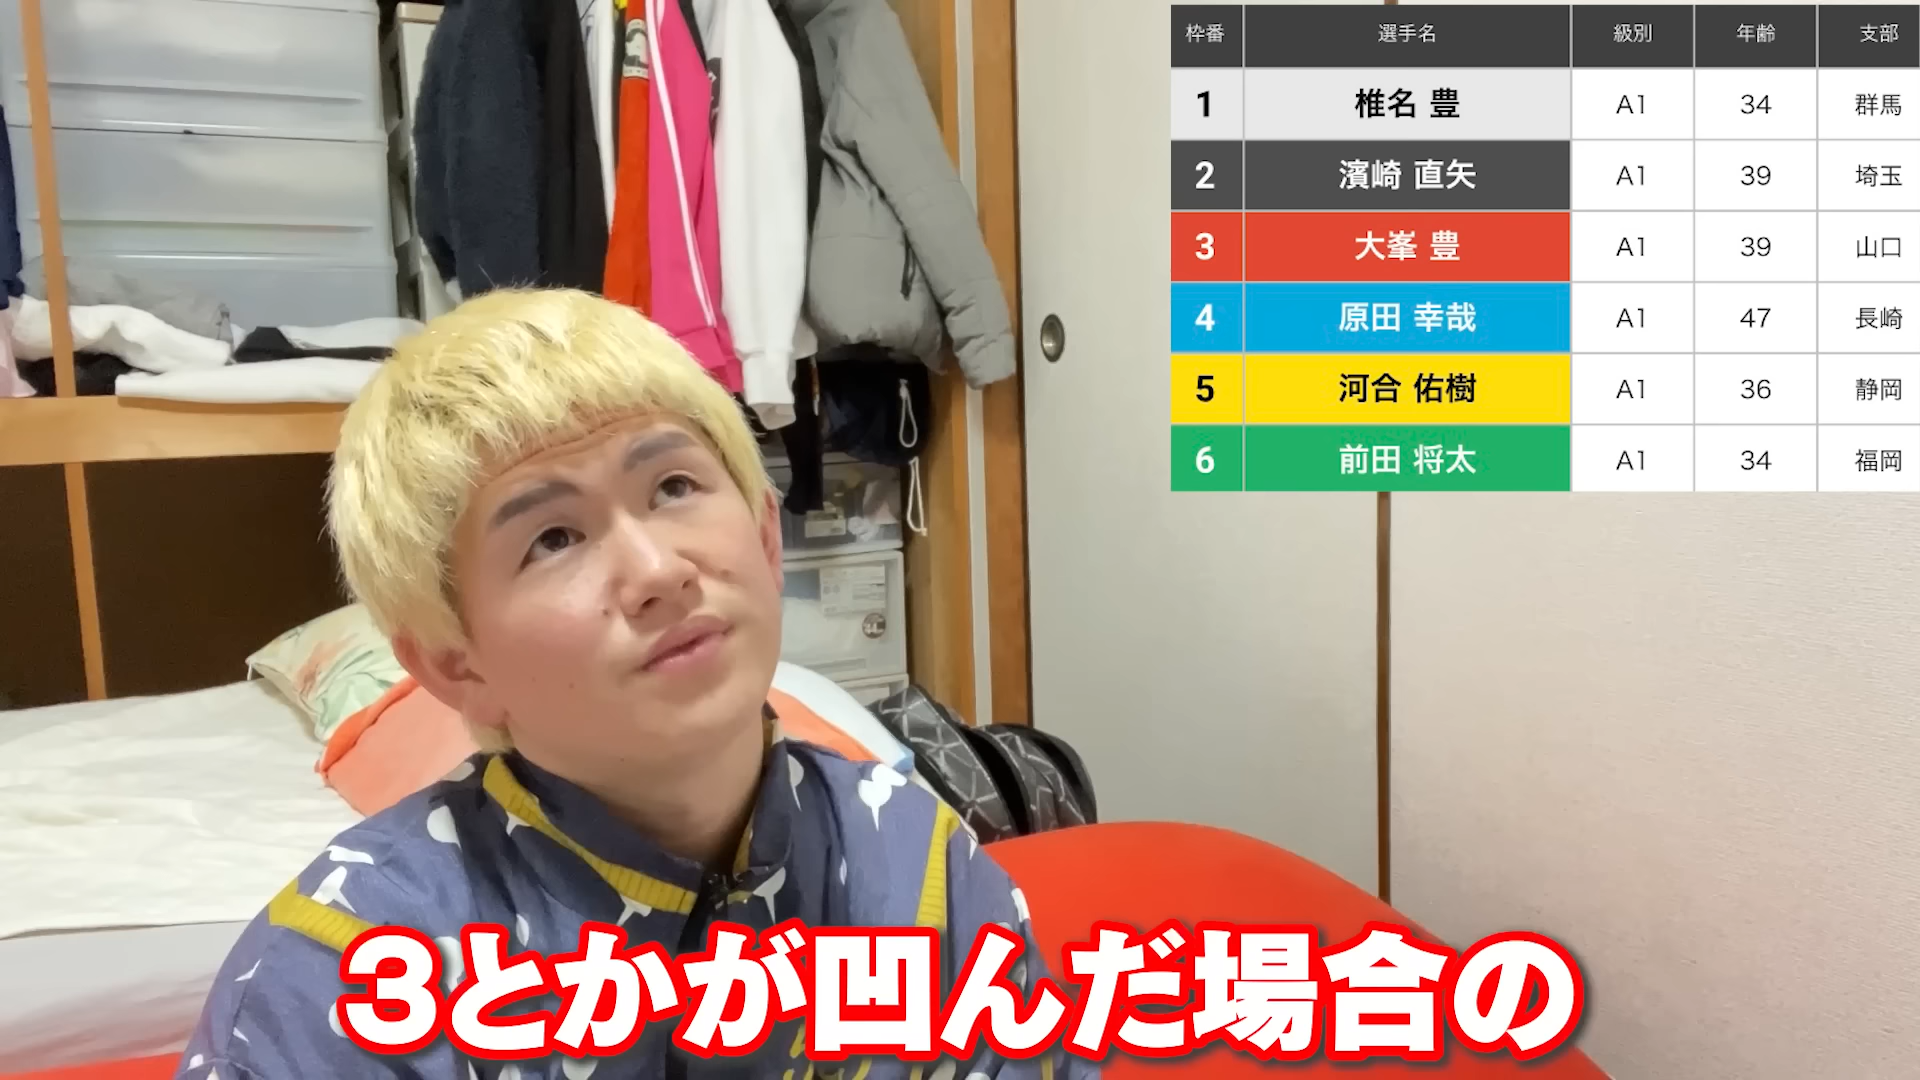 枠番 選手名 級別 年齢 支部
1 椎名 豊 A1 34 群馬
2 濱崎 直矢 A1 39 埼玉
3 大峯 豊 A1 39 山口
4 原田 幸哉 A1 47 長崎
5 河合 佑樹 A1 36 静岡
6 前田 将太 A1 34 福岡
3とかが凹んだ場合の